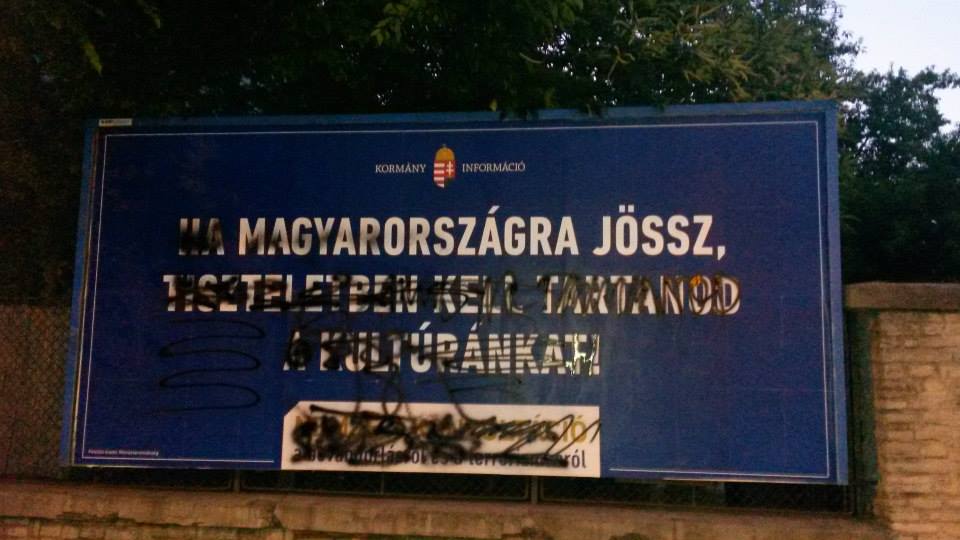 KORMÁNY INFORMÁCIÓ
HA MAGYARORSZÁGRA JÖSSZ,
TISZTELETBEN KELL TARTANOD
A KULTÚRÁNKAT!